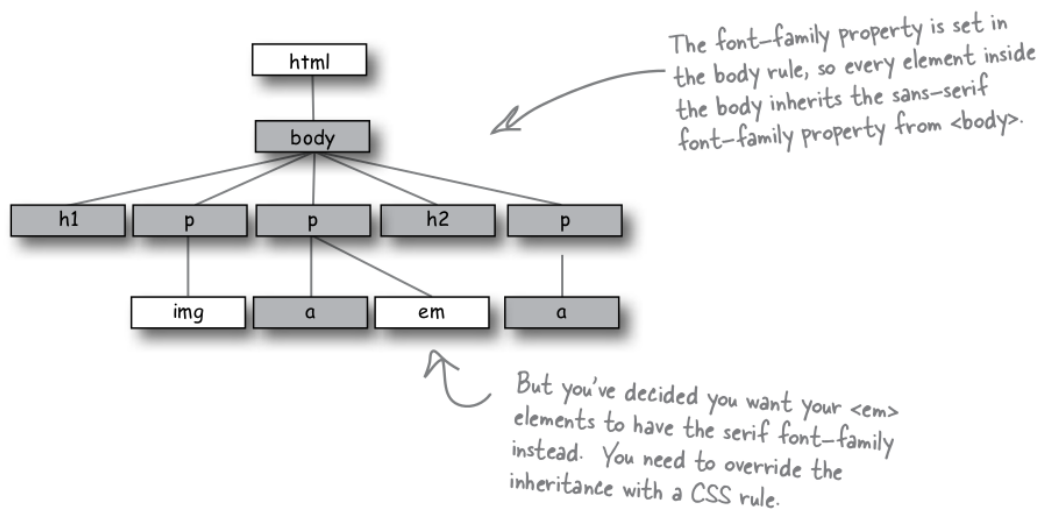 html
The font-family property is set in
the body rule, so every element inside
the body inherits the sans-serif
font-family property from <body>.
body
h1
p
p
h2
p
img
a
em
a
But you've decided you want your <em>
elements to have the serif font-family
instead. You need to override the
inheritance with a CSS rule.